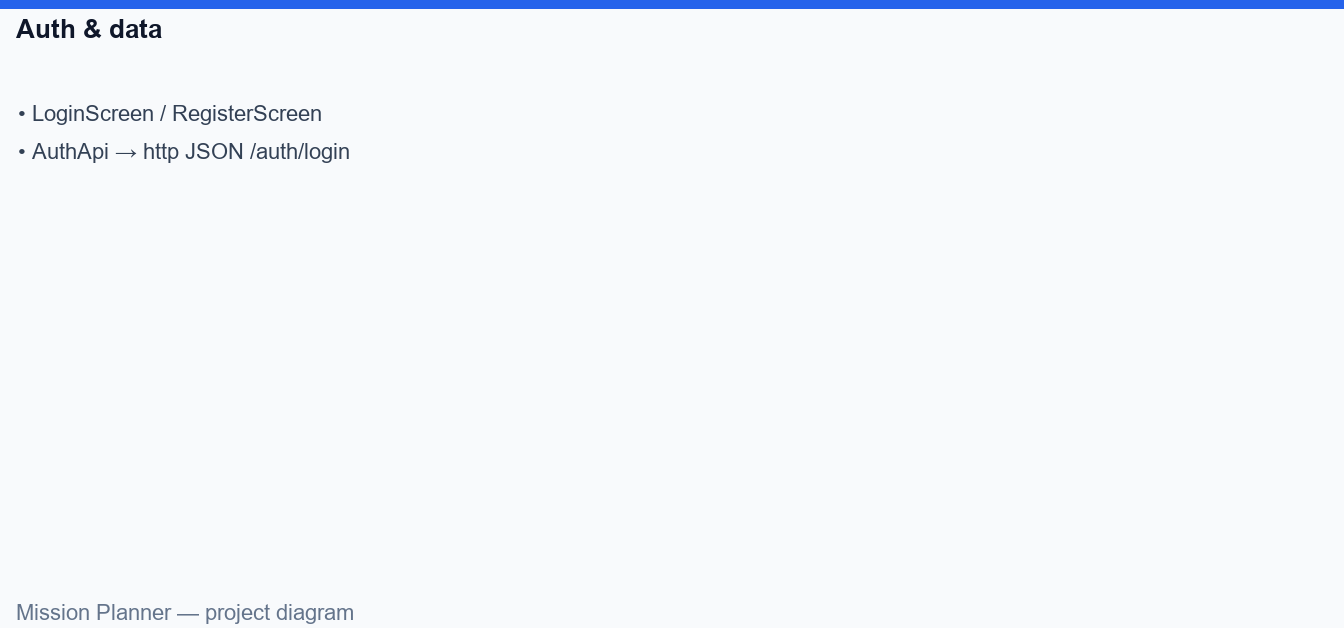 Auth & data
• LoginScreen / RegisterScreen
• AuthApi → http JSON /auth/login
Mission Planner — project diagram